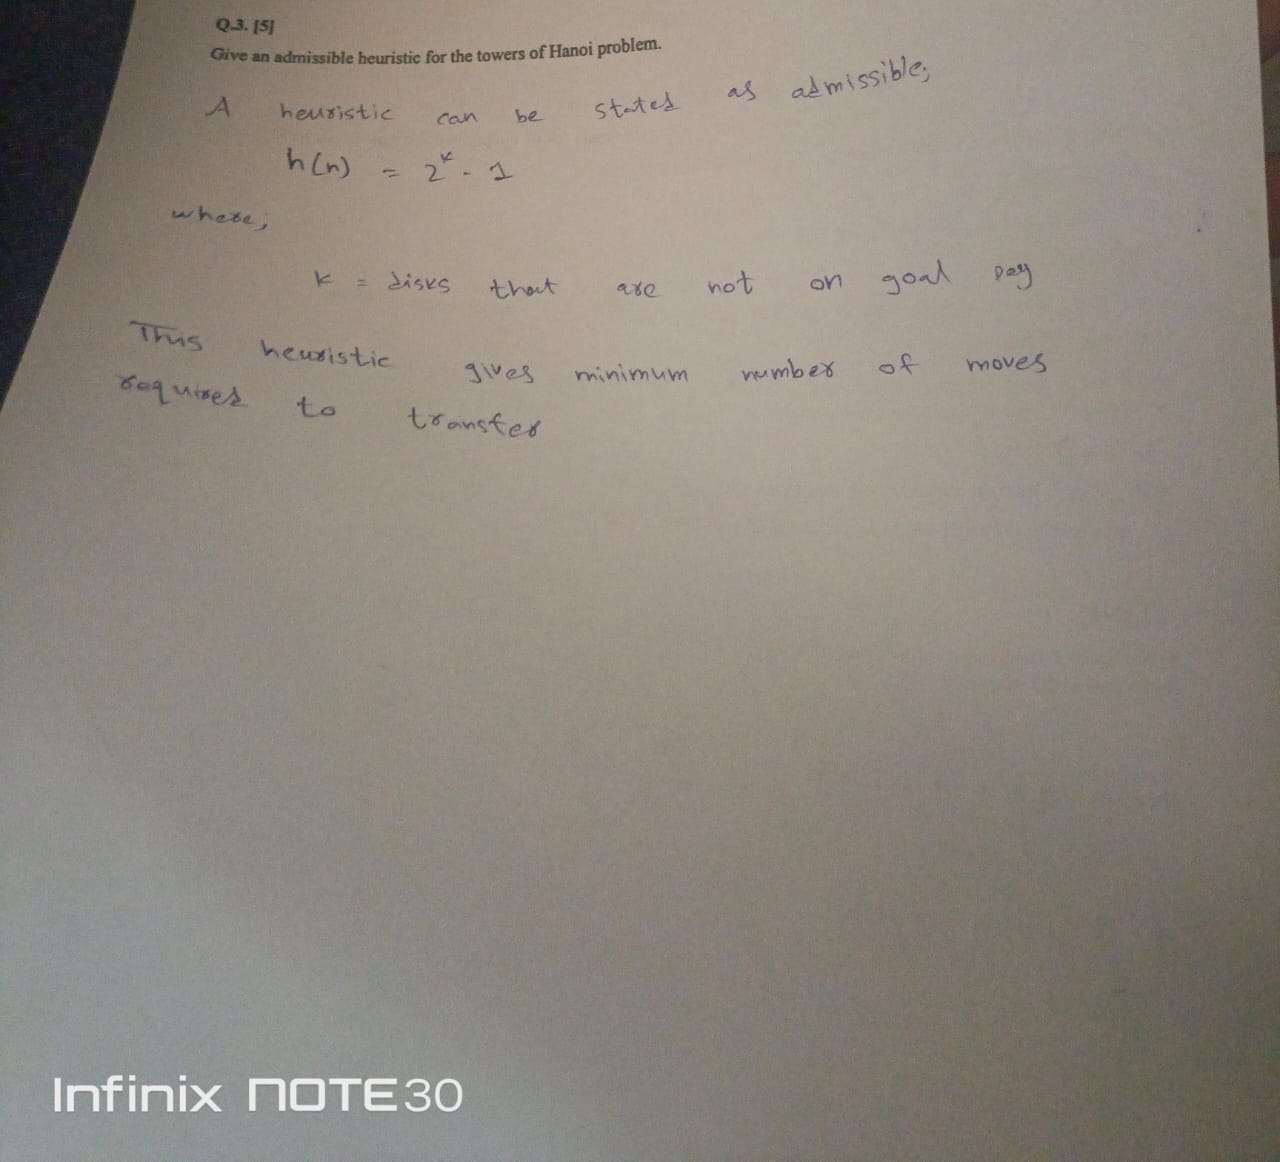 Q.3. [5]
Give an admissible heuristic for the towers of Hanoi problem.
A heuristic can be stated as admissible;
h(n) = 2^k - 1
where;
k = disks that are not on goal peg
This heuristic gives minimum number of moves
required to transfer
Infinix NOTE 30